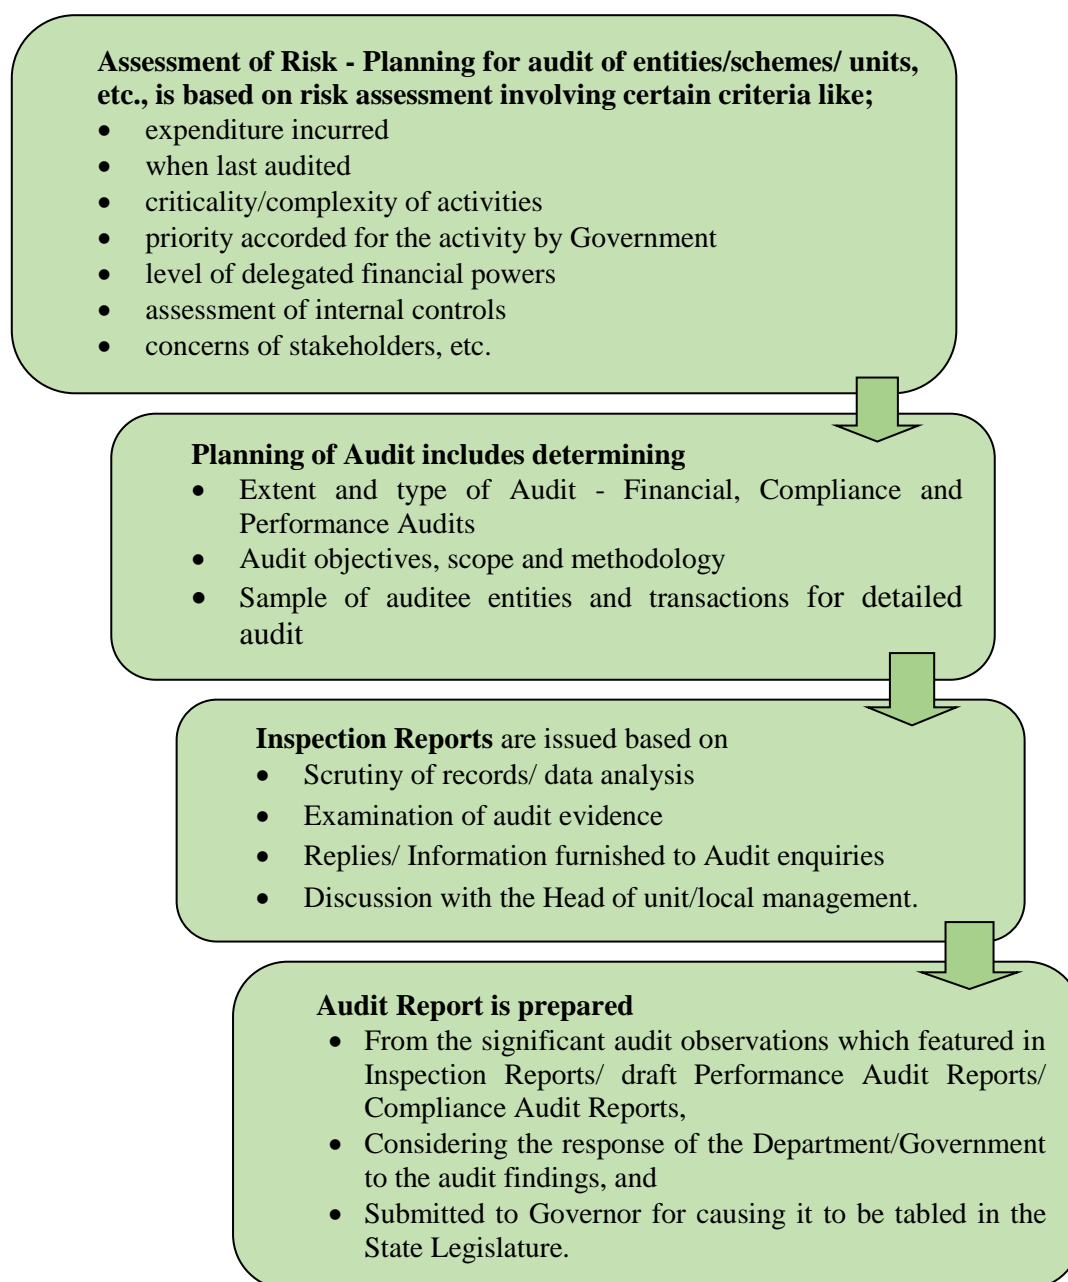 Assessment of Risk - Planning for audit of entities/schemes/ units,
etc., is based on risk assessment involving certain criteria like;
• expenditure incurred
• when last audited
• criticality/complexity of activities
• priority accorded for the activity by Government
• level of delegated financial powers
• assessment of internal controls
• concerns of stakeholders, etc.
Planning of Audit includes determining
• Extent and type of Audit - Financial, Compliance and
Performance Audits
• Audit objectives, scope and methodology
• Sample of auditee entities and transactions for detailed
audit
Inspection Reports are issued based on
• Scrutiny of records/ data analysis
• Examination of audit evidence
• Replies/ Information furnished to Audit enquiries
• Discussion with the Head of unit/local management.
Audit Report is prepared
• From the significant audit observations which featured in
Inspection Reports/ draft Performance Audit Reports/
Compliance Audit Reports,
• Considering the response of the Department/Government
to the audit findings, and
• Submitted to Governor for causing it to be tabled in the
State Legislature.